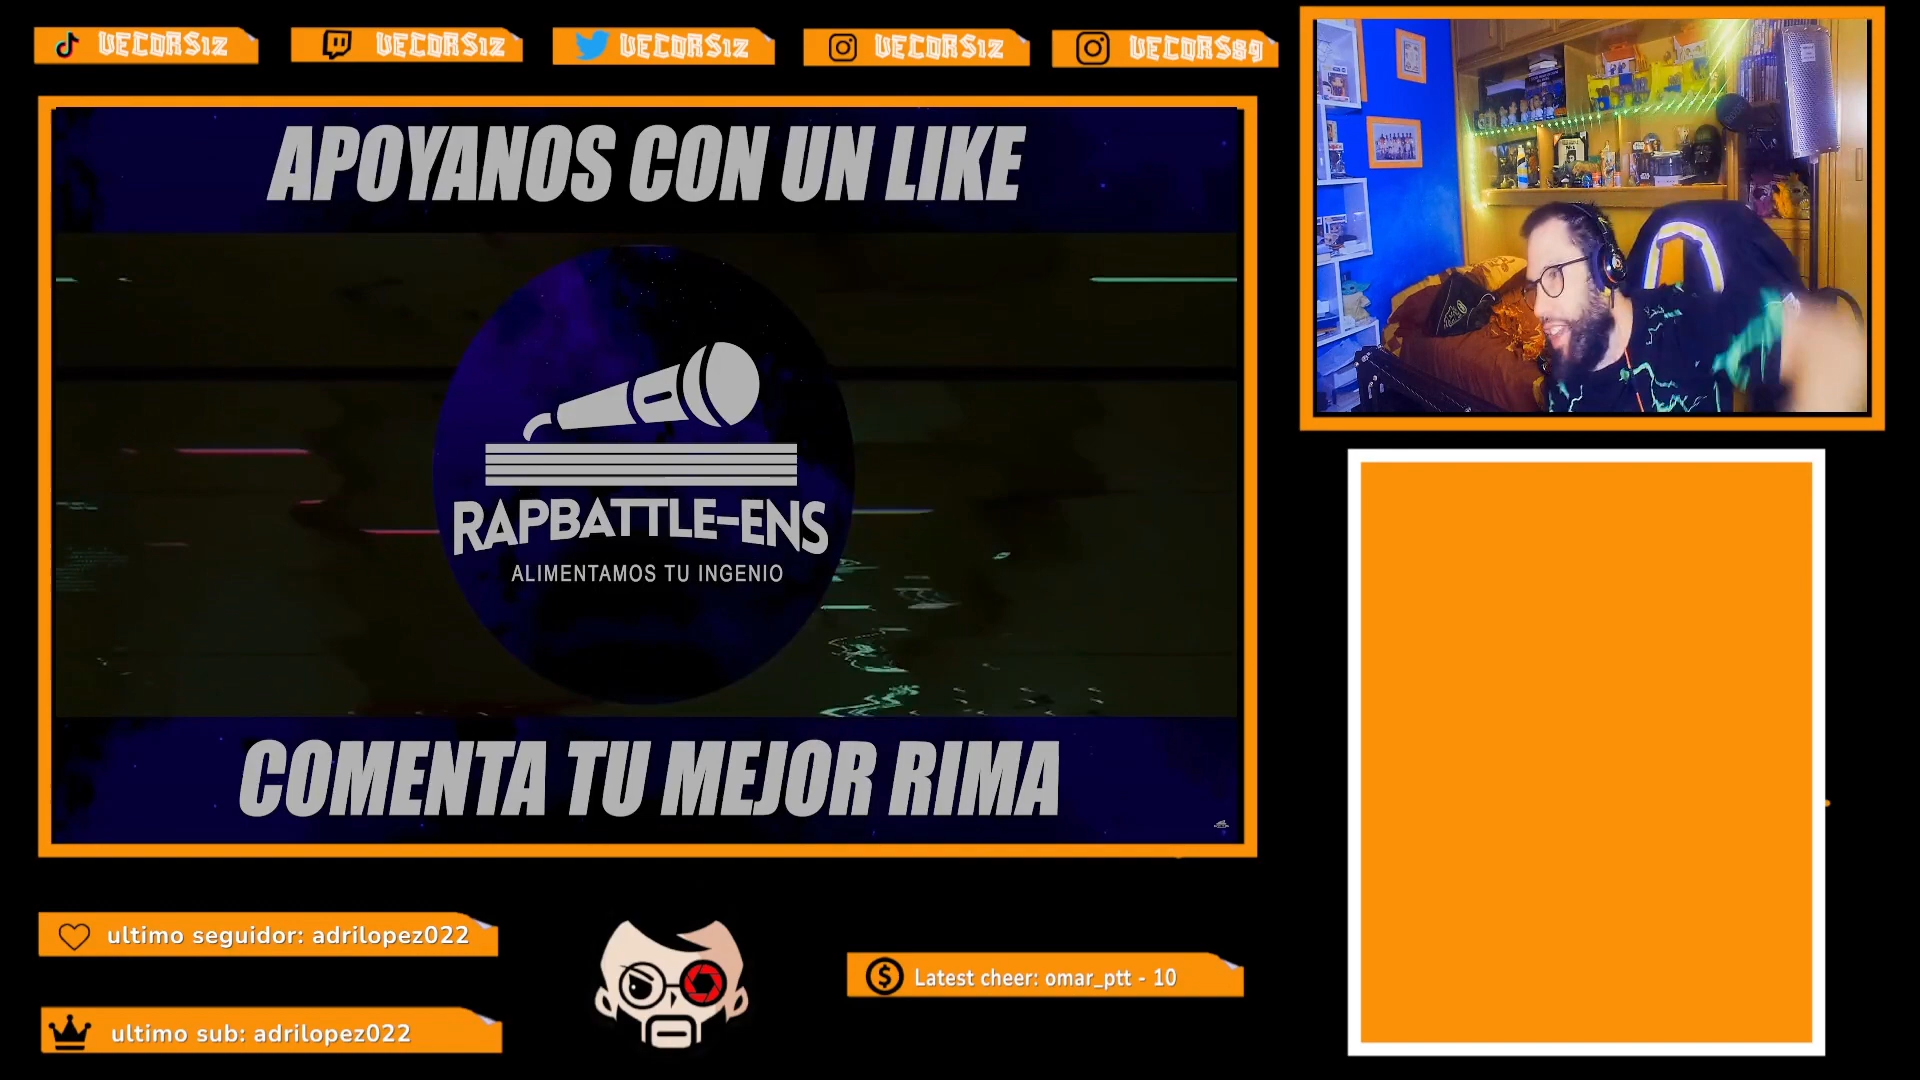 VECORS1Z
VECORS1Z
VECORS1Z
VECORS1Z
VECORS89
APOYANOS CON UN LIKE
RAPBATTLE-ENS
ALIMENTAMOS TU INGENIO
COMENTA TU MEJOR RIMA
ultimo seguidor: adrilopez022
Latest cheer: omar_ptt - 10
ultimo sub: adrilopez022